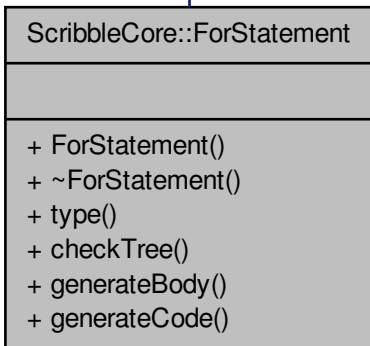 ScribbleCore::ForStatement
+ ForStatement()
+ ~ForStatement()
+ type()
+ checkTree()
+ generateBody()
+ generateCode()